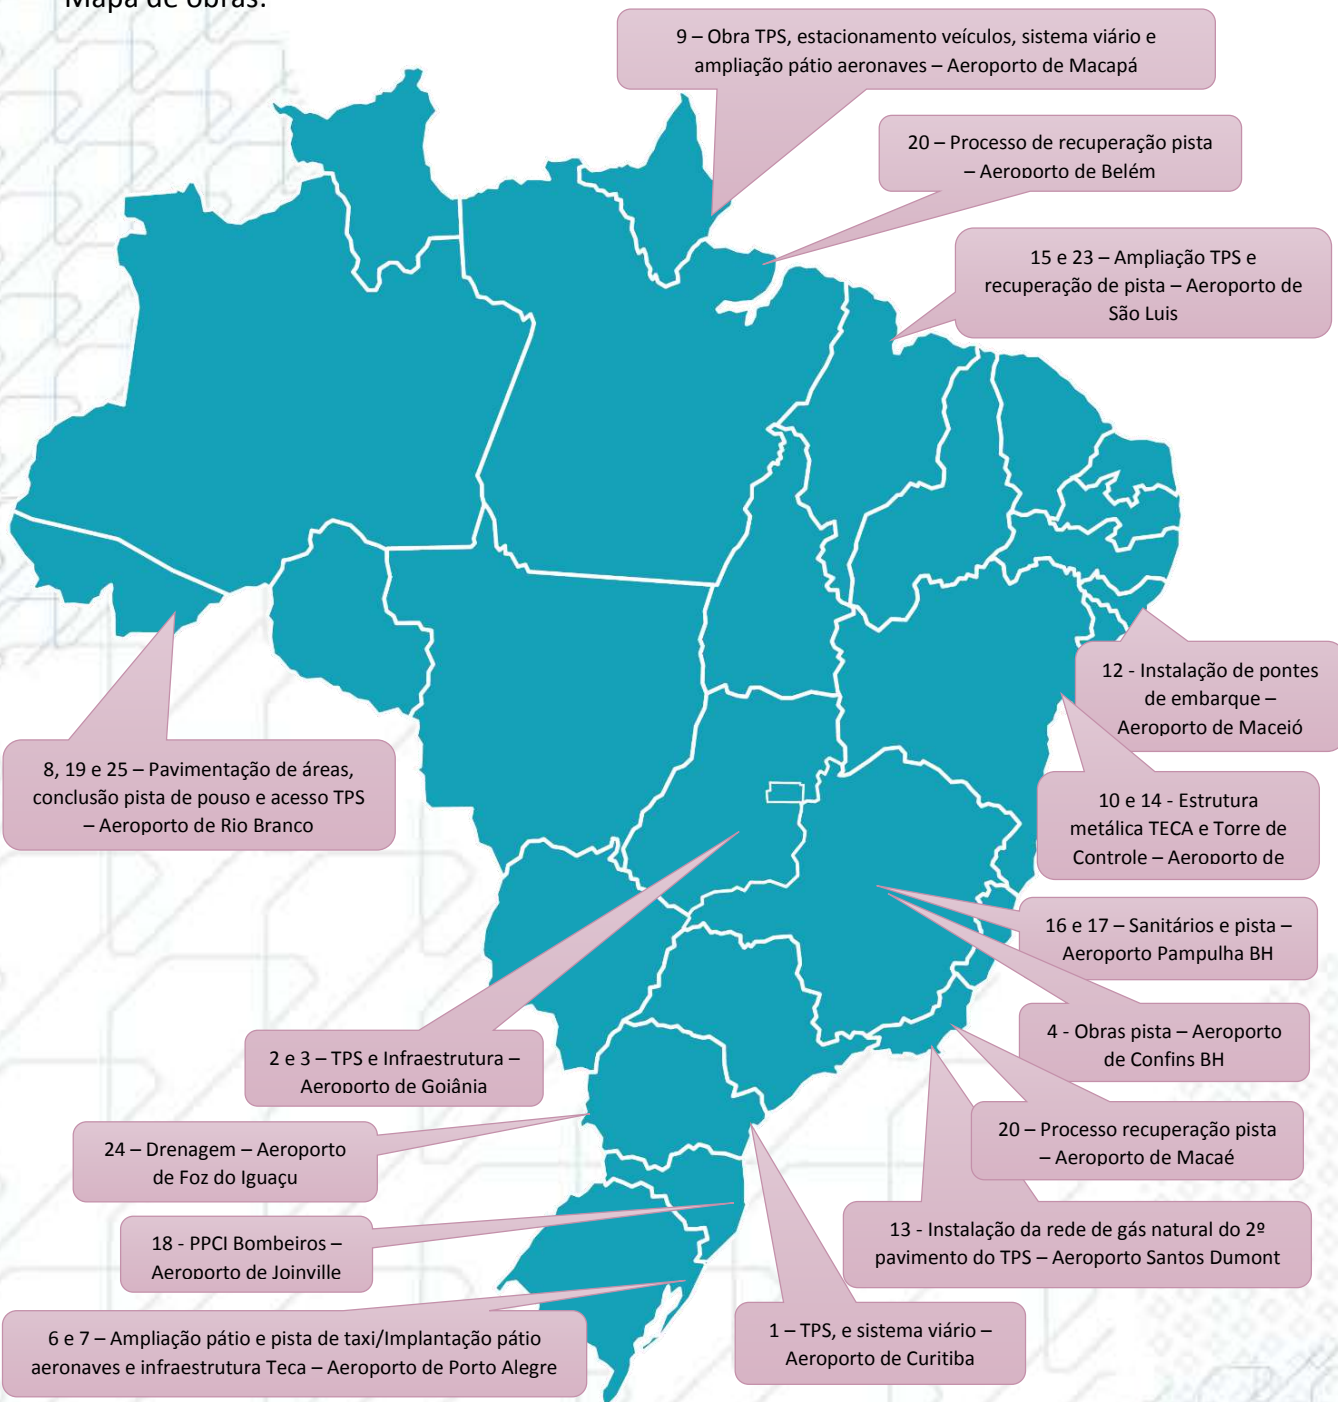 Mapa de obras:
9 – Obra TPS, estacionamento veículos, sistema viário e
ampliação pátio aeronaves – Aeroporto de Macapá
20 – Processo de recuperação pista
– Aeroporto de Belém
15 e 23 – Ampliação TPS e
recuperação de pista – Aeroporto de
São Luis
12 - Instalação de pontes
de embarque –
Aeroporto de Maceió
8, 19 e 25 – Pavimentação de áreas,
conclusão pista de pouso e acesso TPS
– Aeroporto de Rio Branco
10 e 14 - Estrutura
metálica TECA e Torre de
Controle – Aeroporto de
16 e 17 – Sanitários e pista –
Aeroporto Pampulha BH
4 - Obras pista – Aeroporto
de Confins BH
2 e 3 – TPS e Infraestrutura –
Aeroporto de Goiânia
20 – Processo recuperação pista
– Aeroporto de Macaé
24 – Drenagem – Aeroporto
de Foz do Iguaçu
13 - Instalação da rede de gás natural do 2º
pavimento do TPS – Aeroporto Santos Dumont
18 - PPCI Bombeiros –
Aeroporto de Joinville
6 e 7 – Ampliação pátio e pista de taxi/Implantação pátio
aeronaves e infraestrutura Teca – Aeroporto de Porto Alegre
1 – TPS, e sistema viário –
Aeroporto de Curitiba